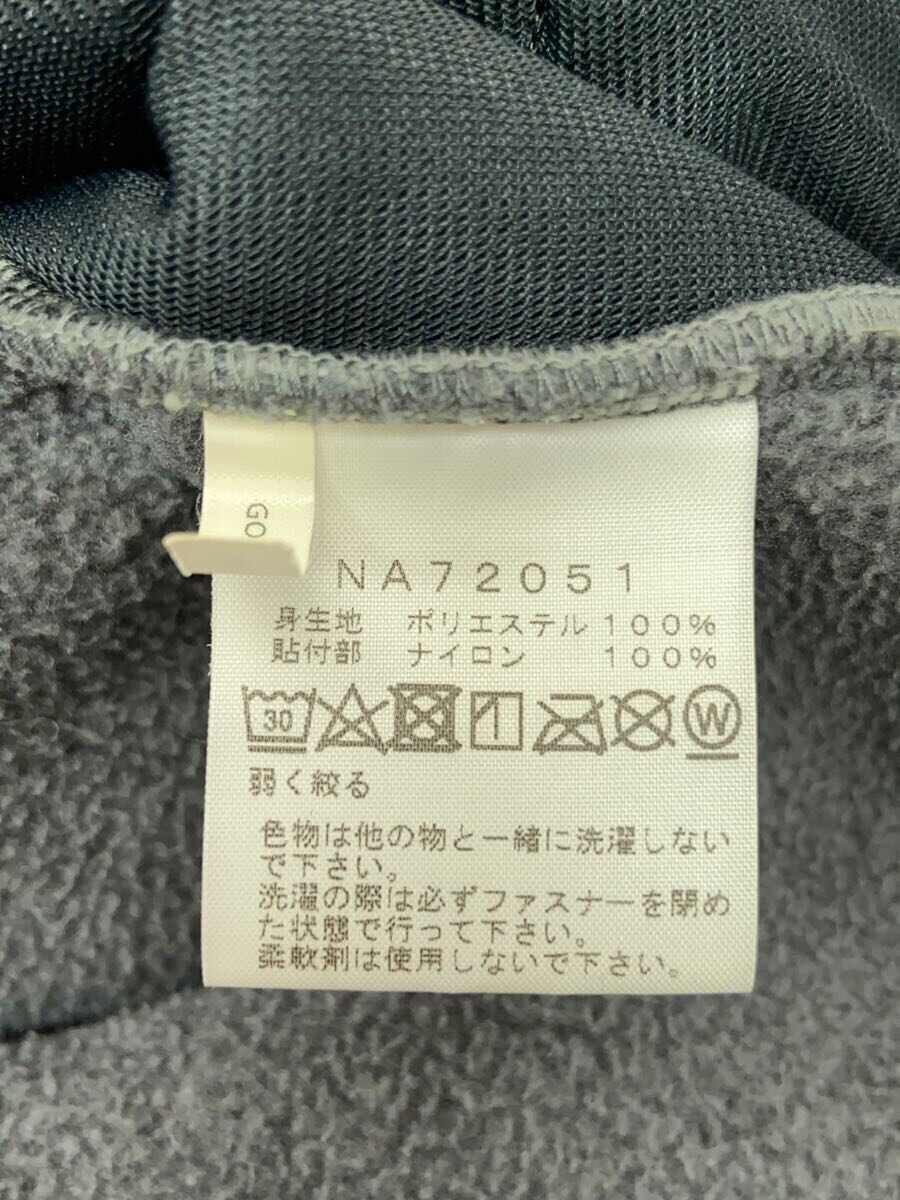 GO
NA72051
身生地 ポリエステル 100%
貼付部 ナイロン 100%
30 W
弱く絞る
色物は他の物と一緒に洗濯しない
で下さい。
洗濯の際は必ずファスナーを閉め
た状態で行って下さい。
柔軟剤は使用しないで下さい。